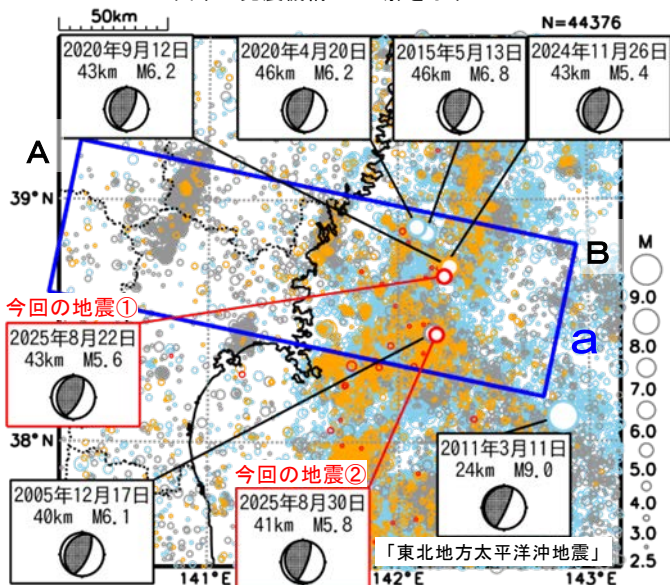 50km
N=44376
2020年9月12日
43km M6.2
2020年4月20日
46km M6.2
2015年5月13日
46km M6.8
2024年11月26日
43km M5.4
A
39°N
B
M
今回の地震①
9.0
a
2025年8月22日
43km M5.6
8.0
7.0
38°N
6.0
2011年3月11日
24km M9.0
今回の地震②
5.0
2005年12月17日
40km M6.1
2025年8月30日
41km M5.8
4.0
「東北地方太平洋沖地震」
3.0
2.5
141°E
142°E